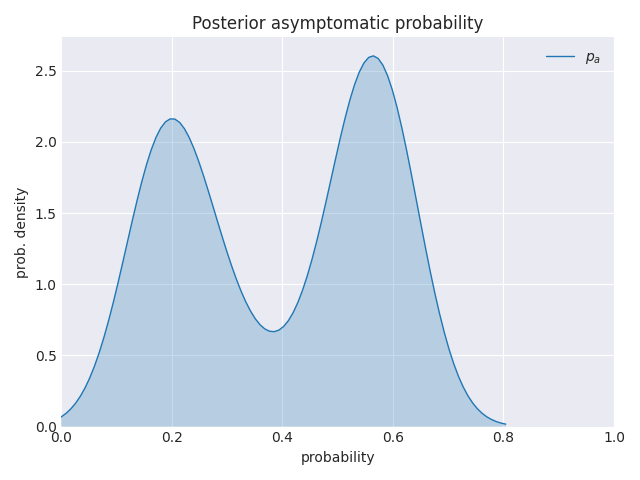 Posterior asymptomatic probability
pₐ
prob. density
2.5
2.0
1.5
1.0
0.5
0.0
0.0 0.2 0.4 0.6 0.8 1.0
probability